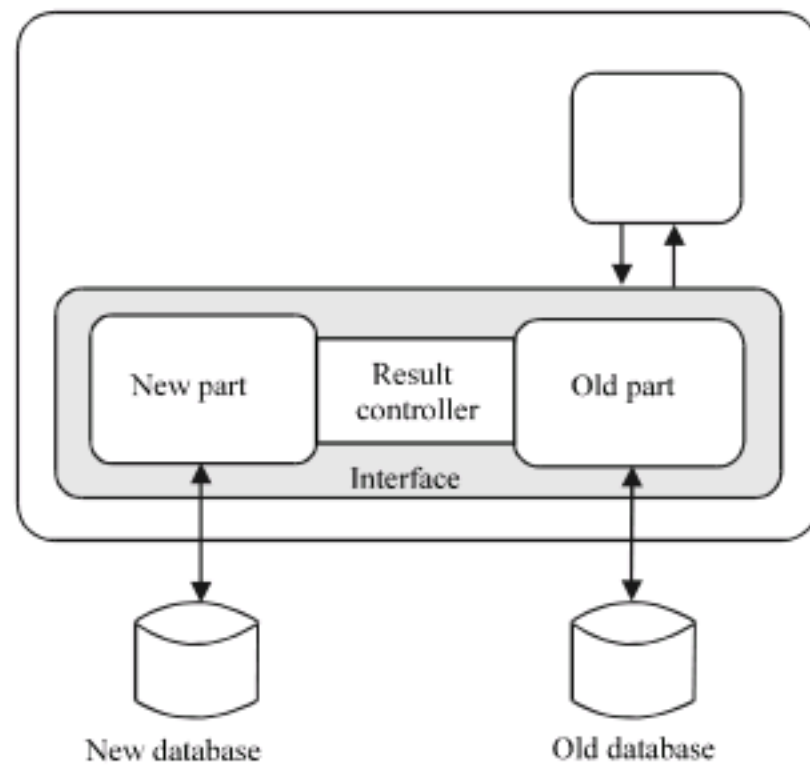 New part
Result
controller
Old part
Interface
New database
Old database